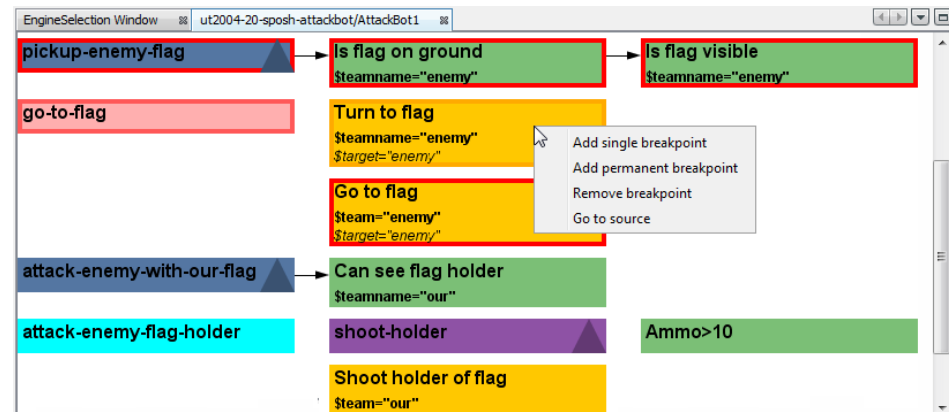 EngineSelection Window
ut2004-20-sposh-attackbot/AttackBot1
pickup-enemy-flag
Is flag on ground
$teamname="enemy"
Is flag visible
$teamname="enemy"
go-to-flag
Turn to flag
$teamname="enemy"
$target="enemy"
Add single breakpoint
Add permanent breakpoint
Remove breakpoint
Go to source
Go to flag
$team="enemy"
$target="enemy"
attack-enemy-with-our-flag
Can see flag holder
$teamname="our"
attack-enemy-flag-holder
shoot-holder
Ammo>10
Shoot holder of flag
$team="our"